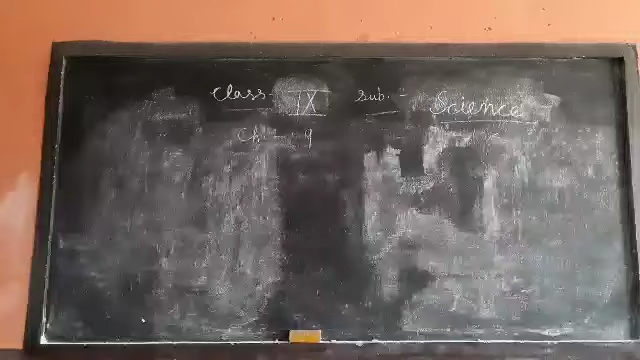 Class- IX Sub. - Science
Ch - 9